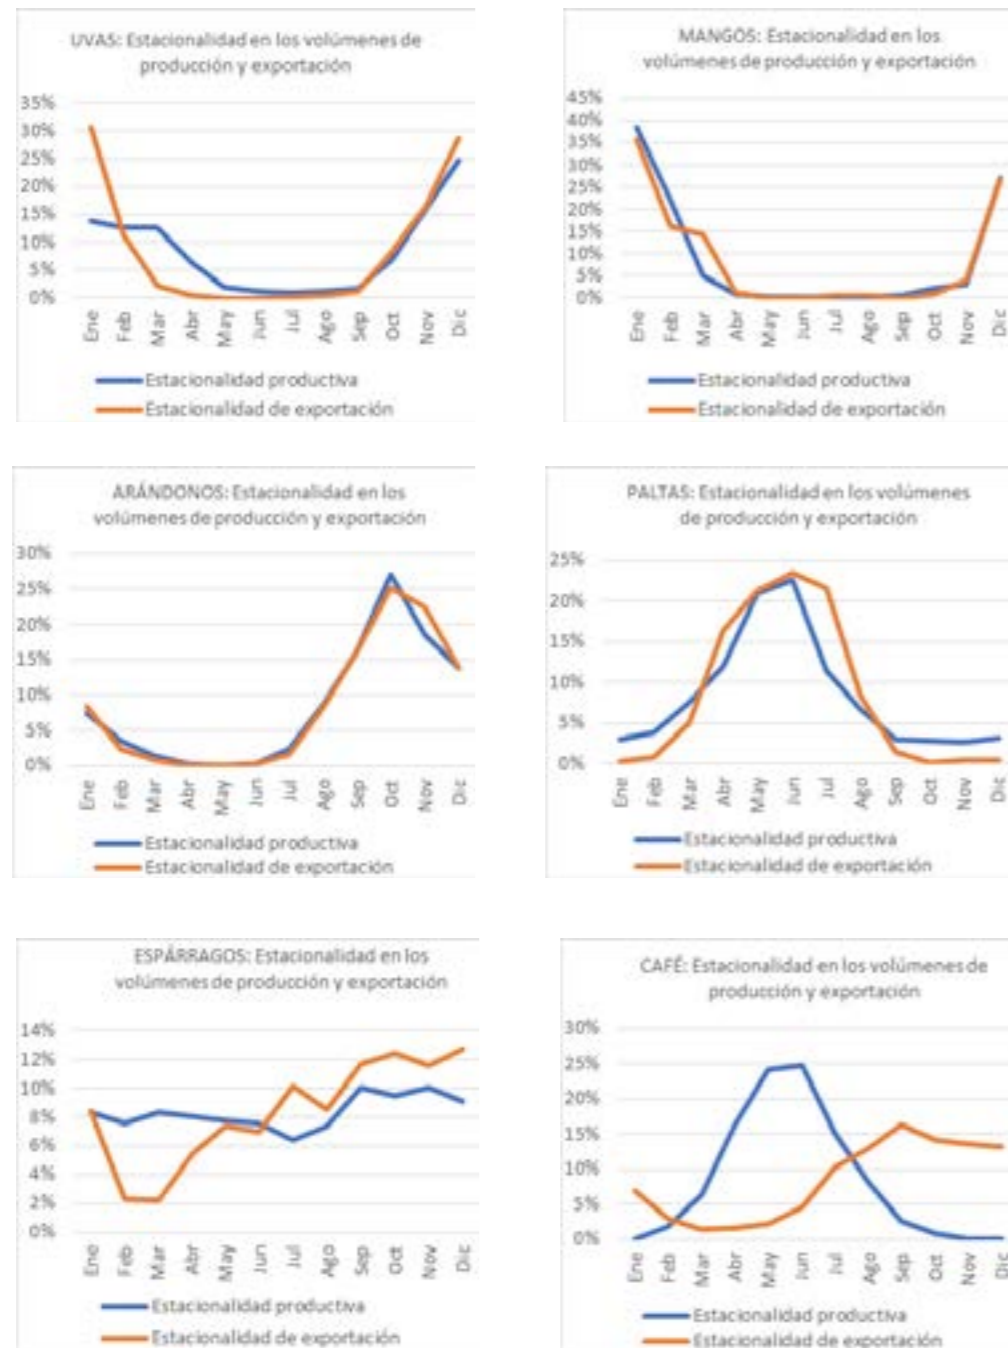 UVAS: Estacionalidad en los volúmenes de
producción y exportación
35%
30%
25%
20%
15%
10%
5%
0%
Ene Feb Mar Abr May Jun Jul Ago Sep Oct Nov Dic
Estacionalidad productiva
Estacionalidad de exportación
MANGOS: Estacionalidad en los
volúmenes de producción y exportación
45%
40%
35%
30%
25%
20%
15%
10%
5%
0%
Ene Feb Mar Abr May Jun Jul Ago Sep Oct Nov Dic
Estacionalidad productiva
Estacionalidad de exportación
ARÁNDONOS: Estacionalidad en los
volúmenes de producción y exportación
30%
25%
20%
15%
10%
5%
0%
Ene Feb Mar Abr May Jun Jul Ago Sep Oct Nov Dic
Estacionalidad productiva
Estacionalidad de exportación
PALTAS: Estacionalidad en los volúmenes
de producción y exportación
25%
20%
15%
10%
5%
0%
Ene Feb Mar Abr May Jun Jul Ago Sep Oct Nov Dic
Estacionalidad productiva
Estacionalidad de exportación
ESPÁRRAGOS: Estacionalidad en los
volúmenes de producción y exportación
14%
12%
10%
8%
6%
4%
2%
0%
Ene Feb Mar Abr May Jun Jul Ago Sep Oct Nov Dic
Estacionalidad productiva
Estacionalidad de exportación
CAFÉ: Estacionalidad en los volúmenes de
producción y exportación
30%
25%
20%
15%
10%
5%
0%
Ene Feb Mar Abr May Jun Jul Ago Sep Oct Nov Dic
Estacionalidad productiva
Estacionalidad de exportación